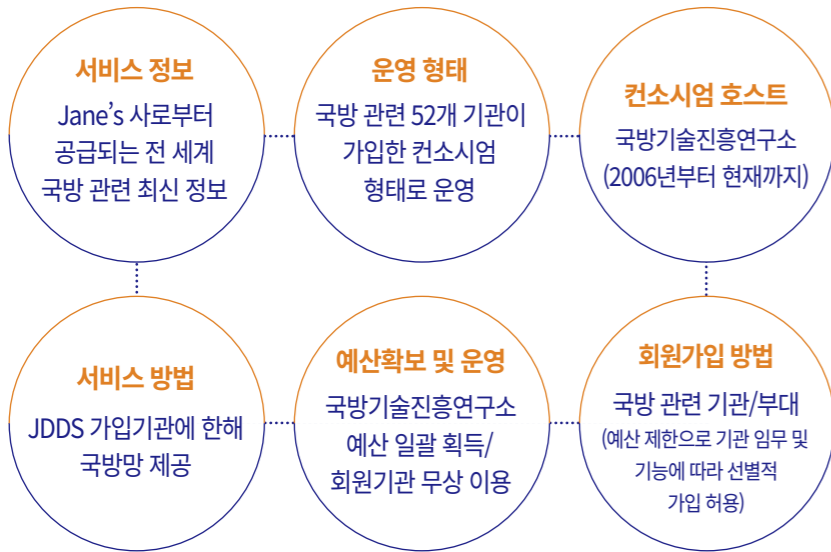 서비스 정보
Jane’s 사로부터
공급되는 전 세계
국방 관련 최신 정보
운영 형태
국방 관련 52개 기관이
가입한 컨소시엄
형태로 운영
컨소시엄 호스트
국방기술진흥연구소
(2006년부터 현재까지)
서비스 방법
JDDS 가입기관에 한해
국방망 제공
예산확보 및 운영
국방기술진흥연구소
예산 일괄 획득/
회원기관 무상 이용
회원가입 방법
국방 관련 기관/부대
(예산 제한으로 기관 임무 및
기능에 따라 선별적
가입 허용)